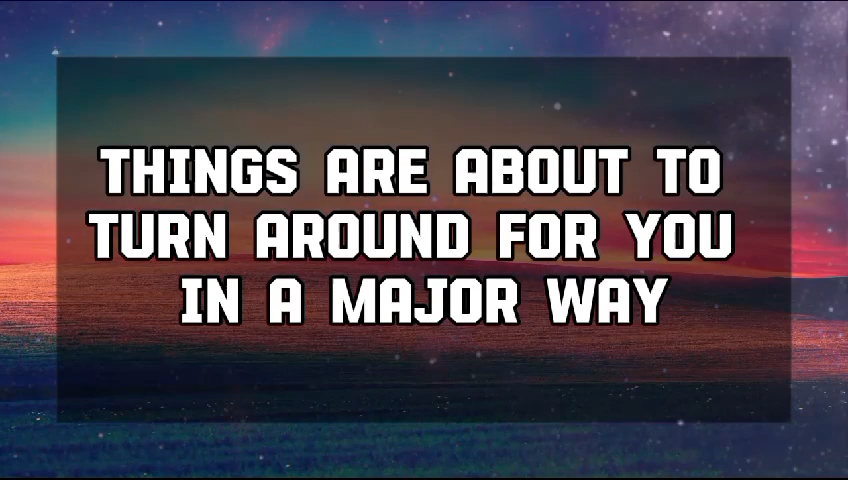 THINGS ARE ABOUT TO
TURN AROUND FOR YOU
IN A MAJOR WAY